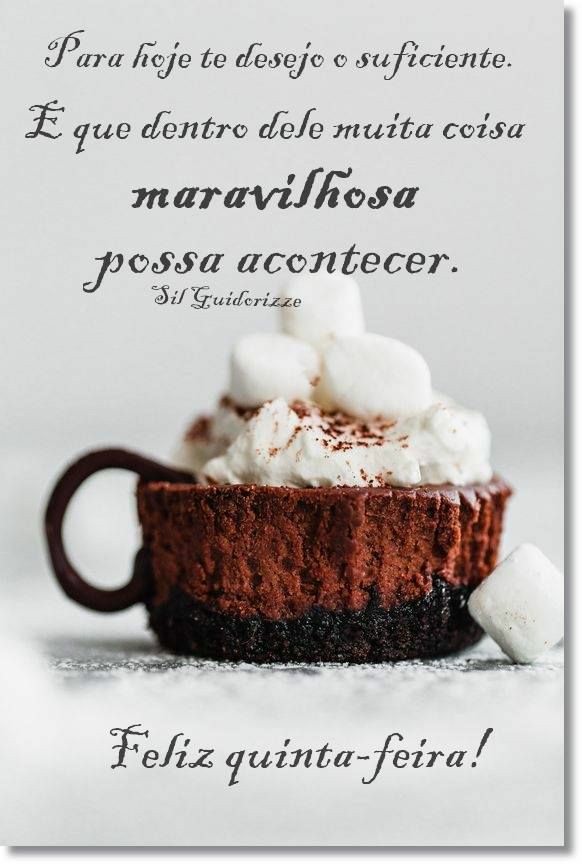 Para hoje te desejo o suficiente.
E que dentro dele muita coisa
maravilhosa
possa acontecer.
Sil Guidorizze
Feliz quinta-feira!